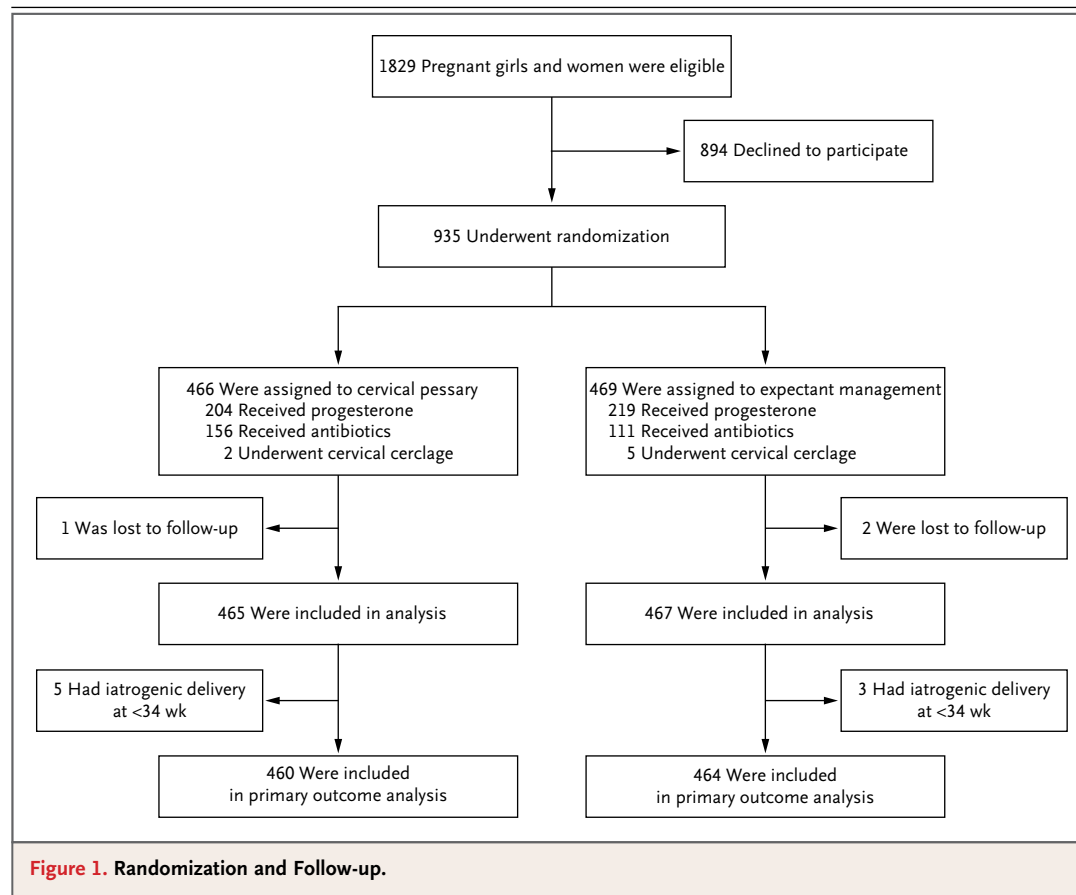 1829 Pregnant girls and women were eligible
894 Declined to participate
935 Underwent randomization
466 Were assigned to cervical pessary
204 Received progesterone
156 Received antibiotics
2 Underwent cervical cerclage
469 Were assigned to expectant management
219 Received progesterone
111 Received antibiotics
5 Underwent cervical cerclage
1 Was lost to follow-up
2 Were lost to follow-up
465 Were included in analysis
467 Were included in analysis
5 Had iatrogenic delivery
at <34 wk
3 Had iatrogenic delivery
at <34 wk
460 Were included
in primary outcome analysis
464 Were included
in primary outcome analysis
Figure 1. Randomization and Follow-up.